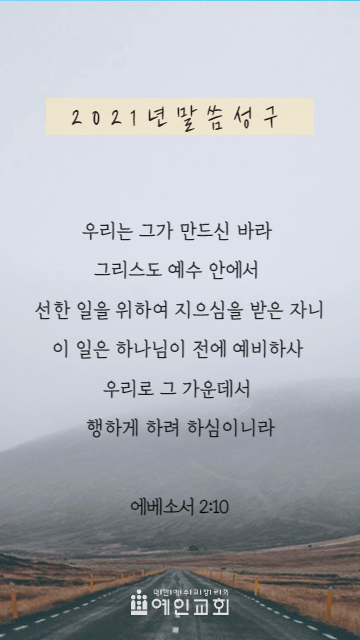 2021년말씀성구
우리는 그가 만드신 바라
그리스도 예수 안에서
선한 일을 위하여 지으심을 받은 자니
이 일은 하나님이 전에 예비하사
우리로 그 가운데서
행하게 하려 하심이니라
에베소서 2:10
예인교회